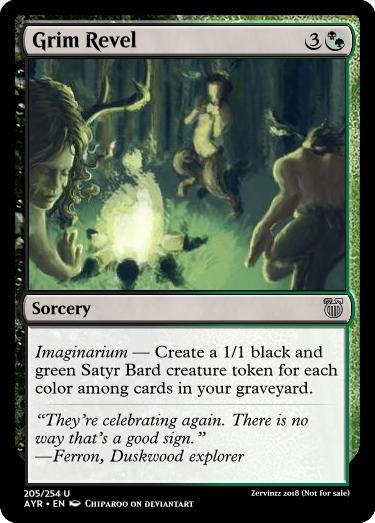 Grim Revel 3
Sorcery
Imaginarium — Create a 1/1 black and
green Satyr Bard creature token for each
color among cards in your graveyard.
“They’re celebrating again. There is no
way that’s a good sign.”
—Ferron, Duskwood explorer
205/254 U
AYR • EN Chiparoo on deviantart
Zervintz 2018 (Not for sale)